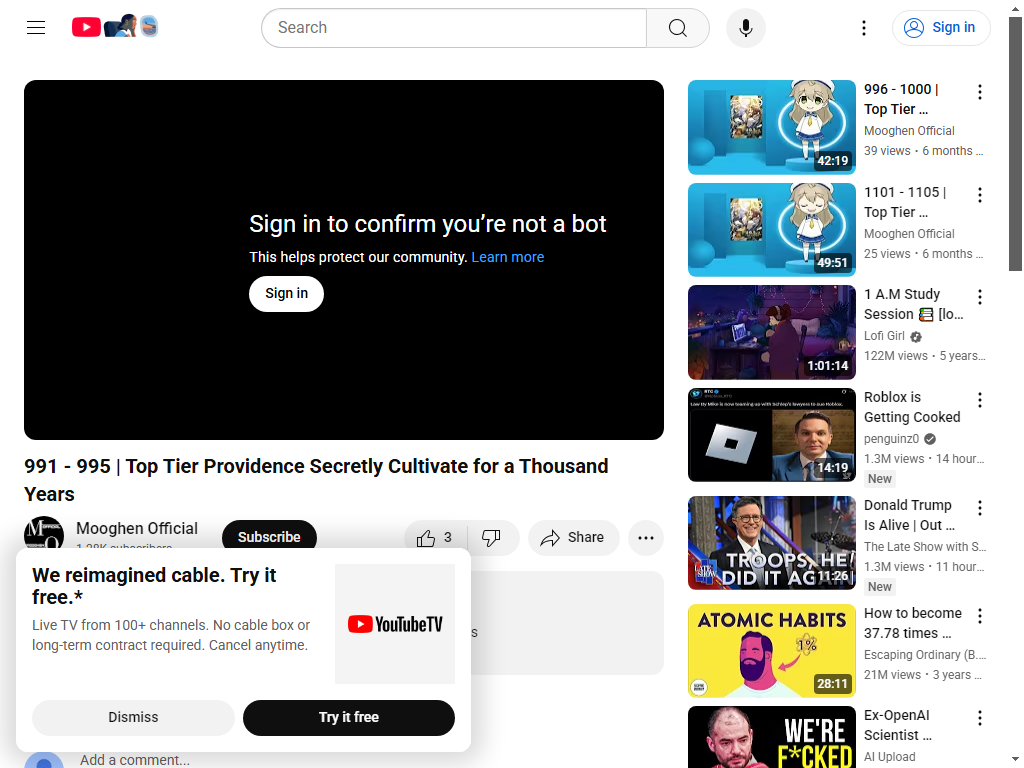 Search
Sign in
Sign in to confirm you’re not a bot
This helps protect our community. Learn more
Sign in
991 - 995 | Top Tier Providence Secretly Cultivate for a Thousand
Years
Mooghen Official
Subscribe
3
Share
We reimagined cable. Try it
free.*
Live TV from 100+ channels. No cable box or
long-term contract required. Cancel anytime.
YouTubeTV
Dismiss
Try it free
Add a comment...
996 - 1000 |
Top Tier ...
Mooghen Official
39 views • 6 months ...
42:19
1101 - 1105 |
Top Tier ...
Mooghen Official
25 views • 6 months ...
49:51
1 A.M Study
Session 📚 [lo...
Lofi Girl
122M views • 5 years...
1:01:14
Roblox is
Getting Cooked
penguinz0
1.3M views • 14 hour...
New
14:19
Donald Trump
Is Alive | Out ...
The Late Show with S...
1.3M views • 11 hour...
New
LATE SHOW
TROOPS, HE
DID IT AGAIN
11:26
How to become
37.78 times ...
Escaping Ordinary (B....
21M views • 3 years ...
ATOMIC HABITS
1%
28:11
Ex-OpenAI
Scientist ...
AI Upload
WE'RE
F*CKED